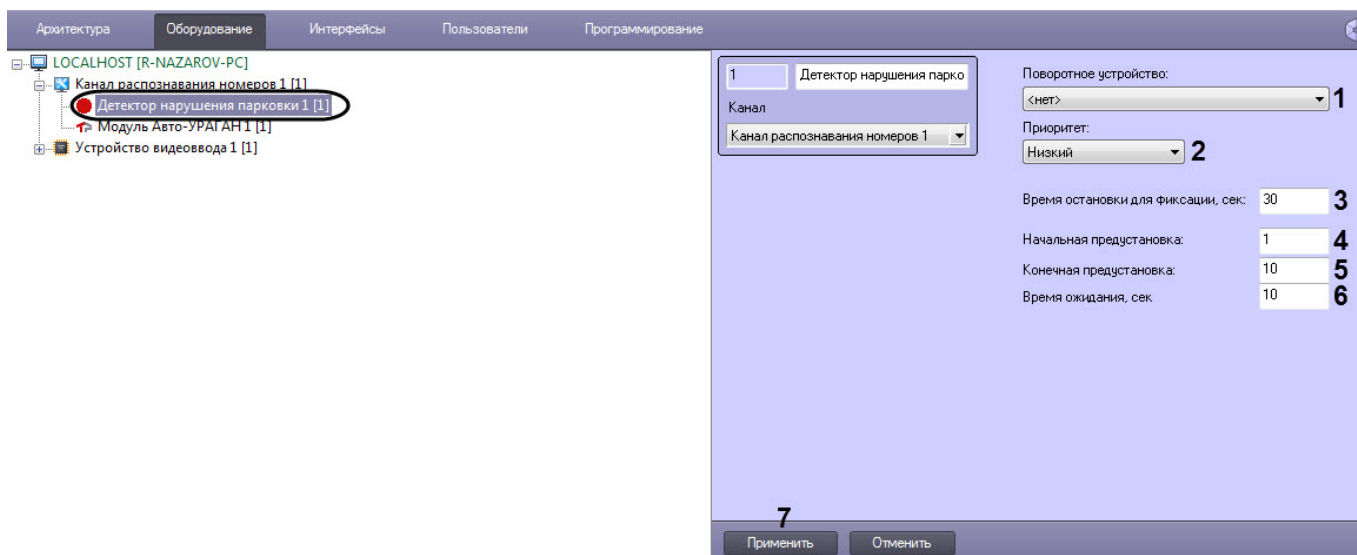 Архитектура Оборудование Интерфейсы Пользователи Программирование
LOCALHOST [R-NAZAROV-PC]
Канал распознавания номеров 1 [1]
Детектор нарушения парковки 1 [1]
Модуль Авто-УРАГАН 1 [1]
Устройство видеоввода 1 [1]
1 Детектор нарушения парко
Канал
Канал распознавания номеров 1
Поворотное устройство:
<нет> 1
Приоритет:
Низкий 2
Время остановки для фиксации, сек: 30 3
Начальная предустановка: 1 4
Конечная предустановка: 10 5
Время ожидания, сек 10 6
7
Применить Отменить